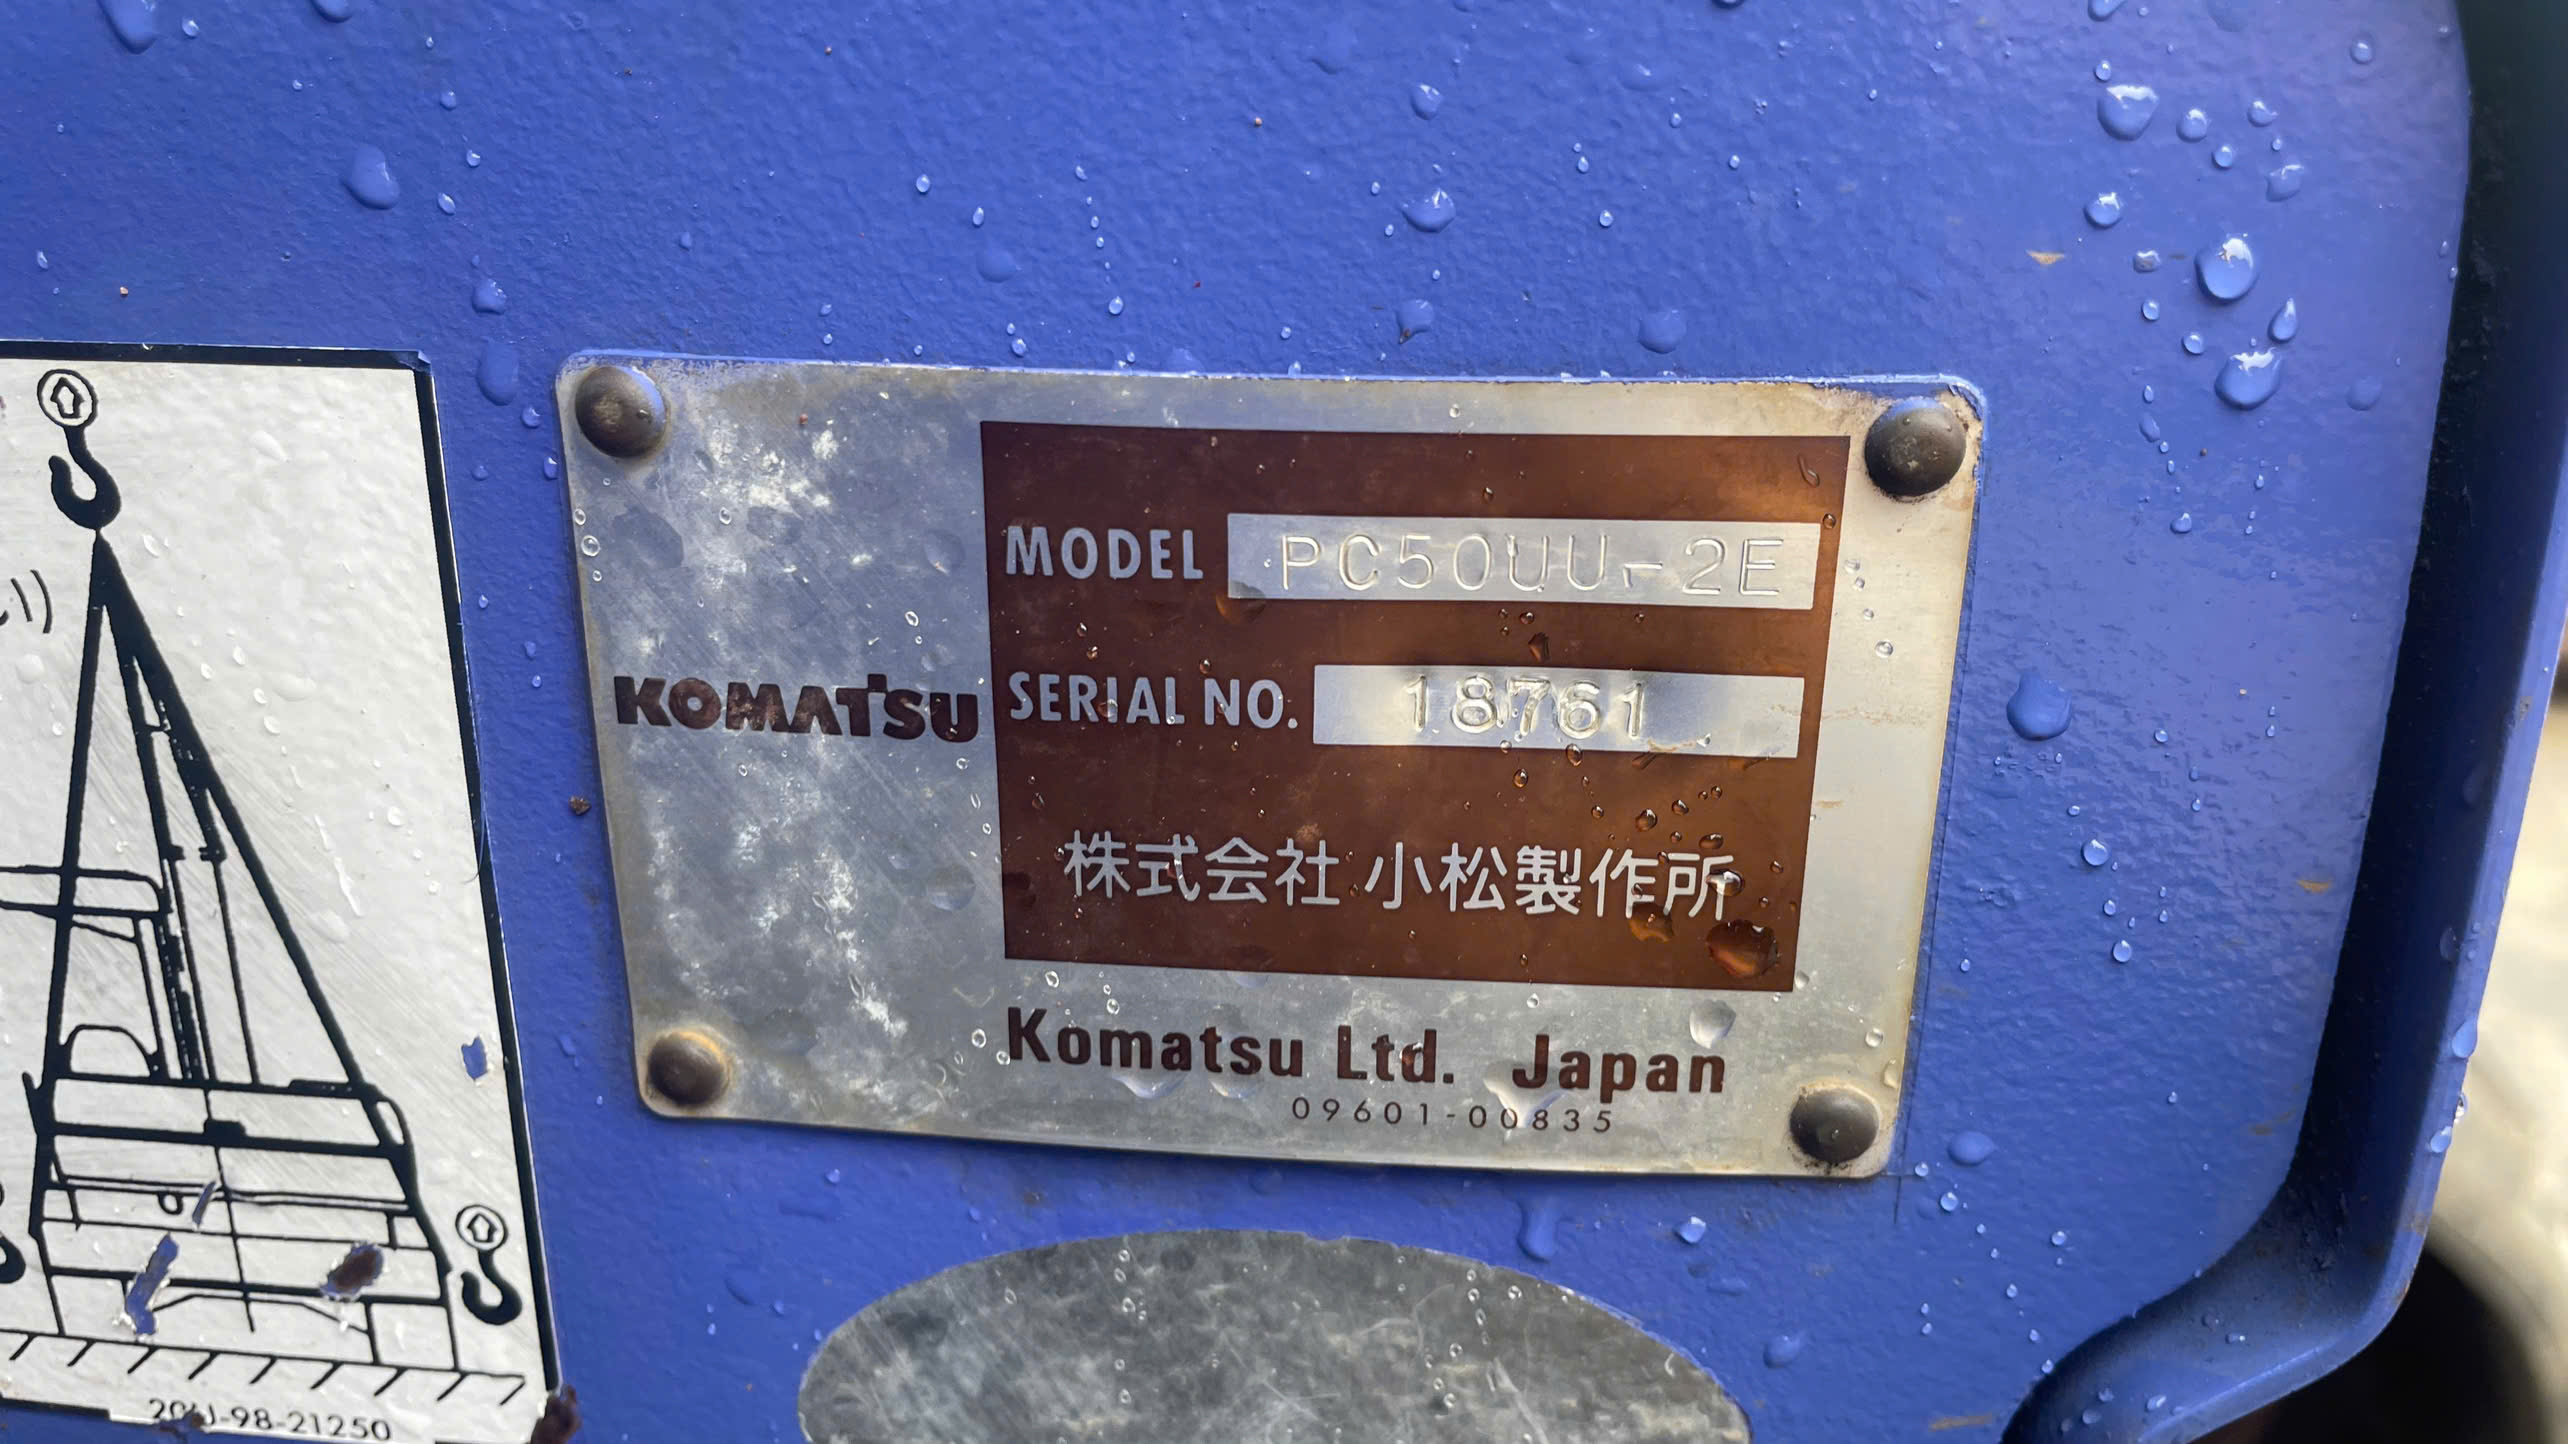 MODEL PC50UU-2E
KOMATSU
SERIAL NO. 18761
株式会社 小松製作所
Komatsu Ltd. Japan
09601-00835